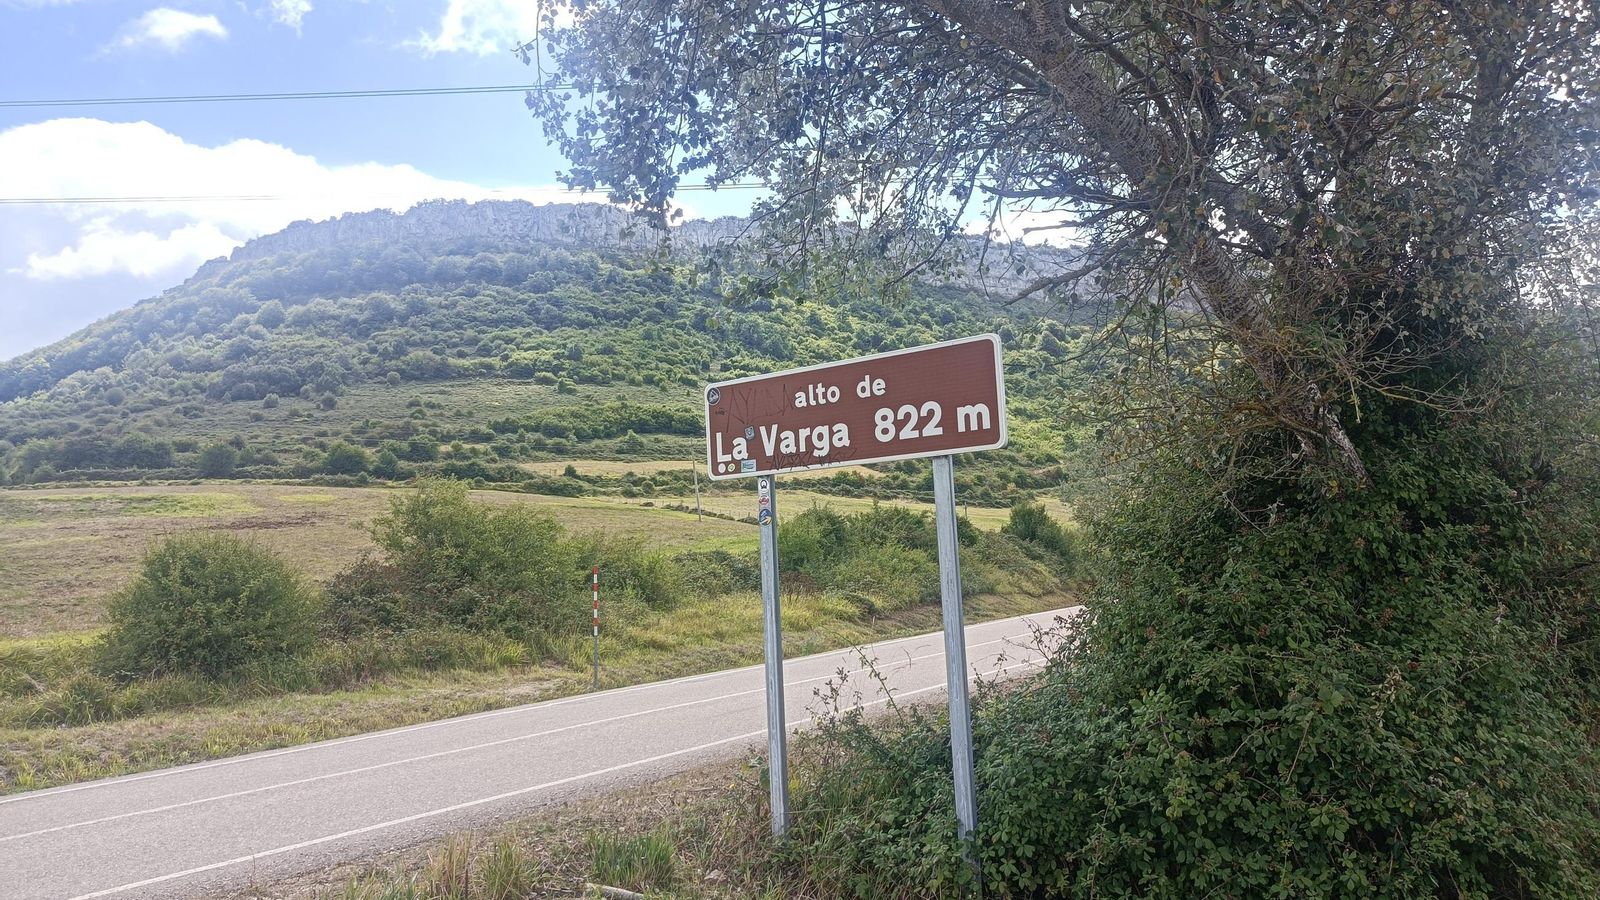 alto de
La Varga 822 m